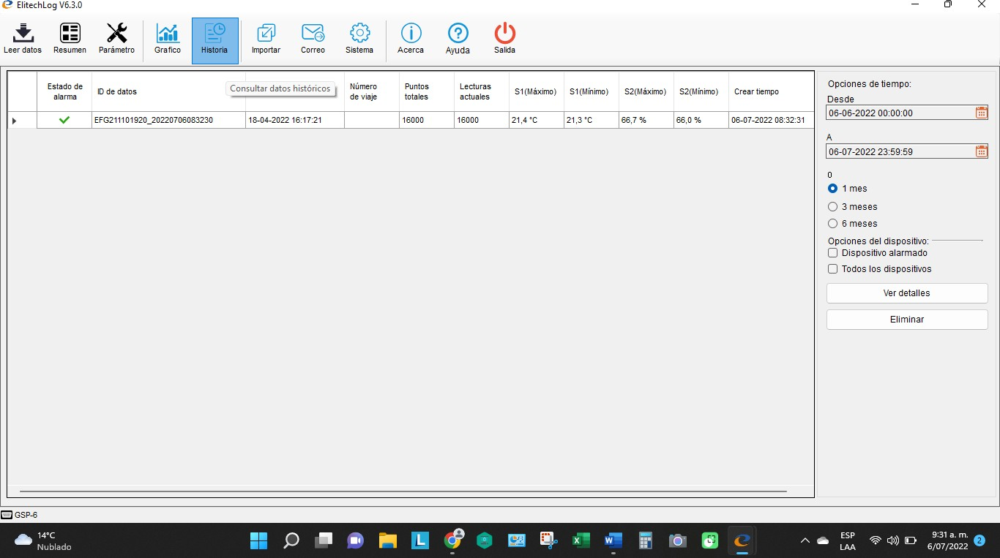 ElitechLog V6.3.0
Leer datos
Resumen
Parámetro
Grafico
Historia
Importar
Correo
Sistema
Acerca
Ayuda
Salida
Estado de
alarma
ID de datos
Consultar datos históricos
Número
de viaje
Puntos
totales
Lecturas
actuales
S1(Máximo)
S1(Mínimo)
S2(Máximo)
S2(Mínimo)
Crear tiempo
EFG211101920_20220706083230
18-04-2022 16:17:21
16000
16000
21,4 °C
21,3 °C
66,7 %
66,0 %
06-07-2022 08:32:31
Opciones de tiempo:
Desde
06-06-2022 00:00:00
A
06-07-2022 23:59:59
0
1 mes
3 meses
6 meses
Opciones del dispositivo:
Dispositivo alarmado
Todos los dispositivos
Ver detalles
Eliminar
GSP-6
14°C
Nublado
ESP
LAA
9:31 a. m.
6/07/2022
2